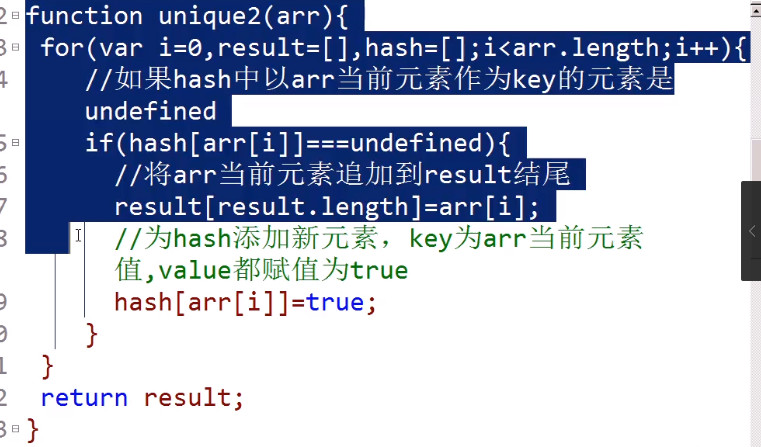 2 function unique2(arr){
3 for(var i=0,result=[],hash=[];i<arr.length;i++){
4 //如果hash中以arr当前元素作为key的元素是
undefined
5 if(hash[arr[i]]===undefined){
6 //将arr当前元素追加到result结尾
7 result[result.length]=arr[i];
8 //为hash添加新元素，key为arr当前元素
值,value都赋值为true
9 hash[arr[i]]=true;
0 }
1 }
2 return result;
3 }